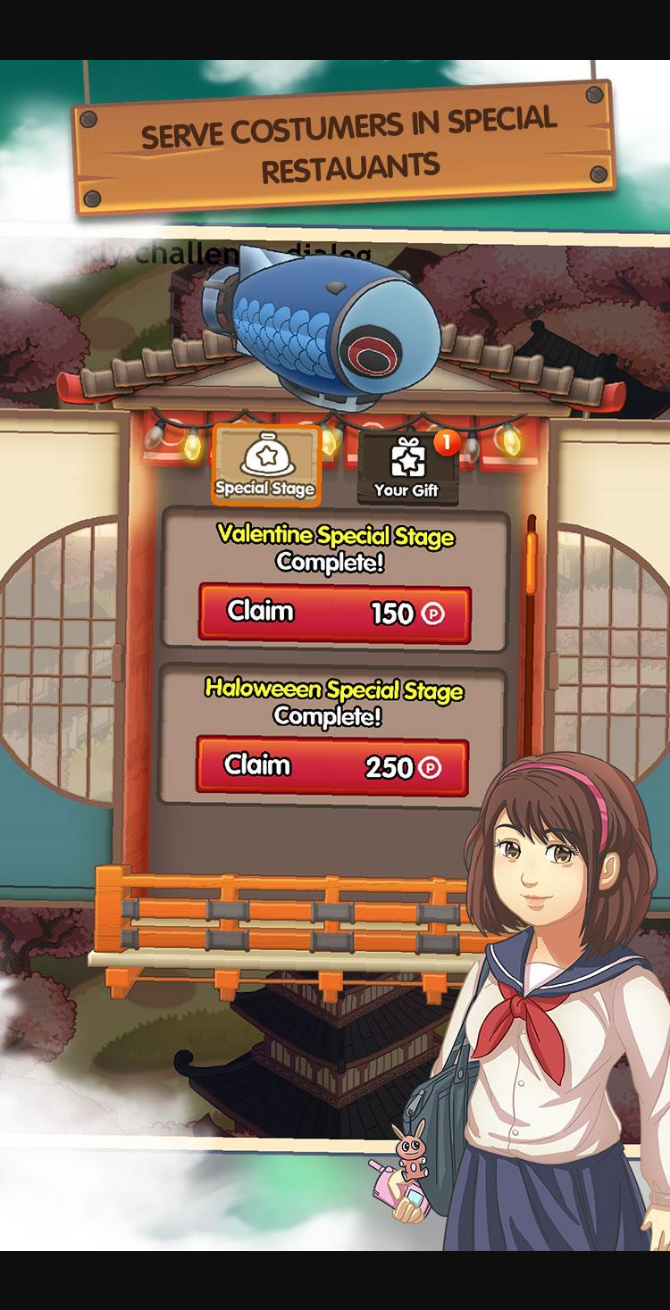 SERVE COSTUMERS IN SPECIAL
RESTAUANTS
dialog
Special Stage
Your Gift
1
Valentine Special Stage
Complete!
Claim 150 P
Haloweeen Special Stage
Complete!
Claim 250 P